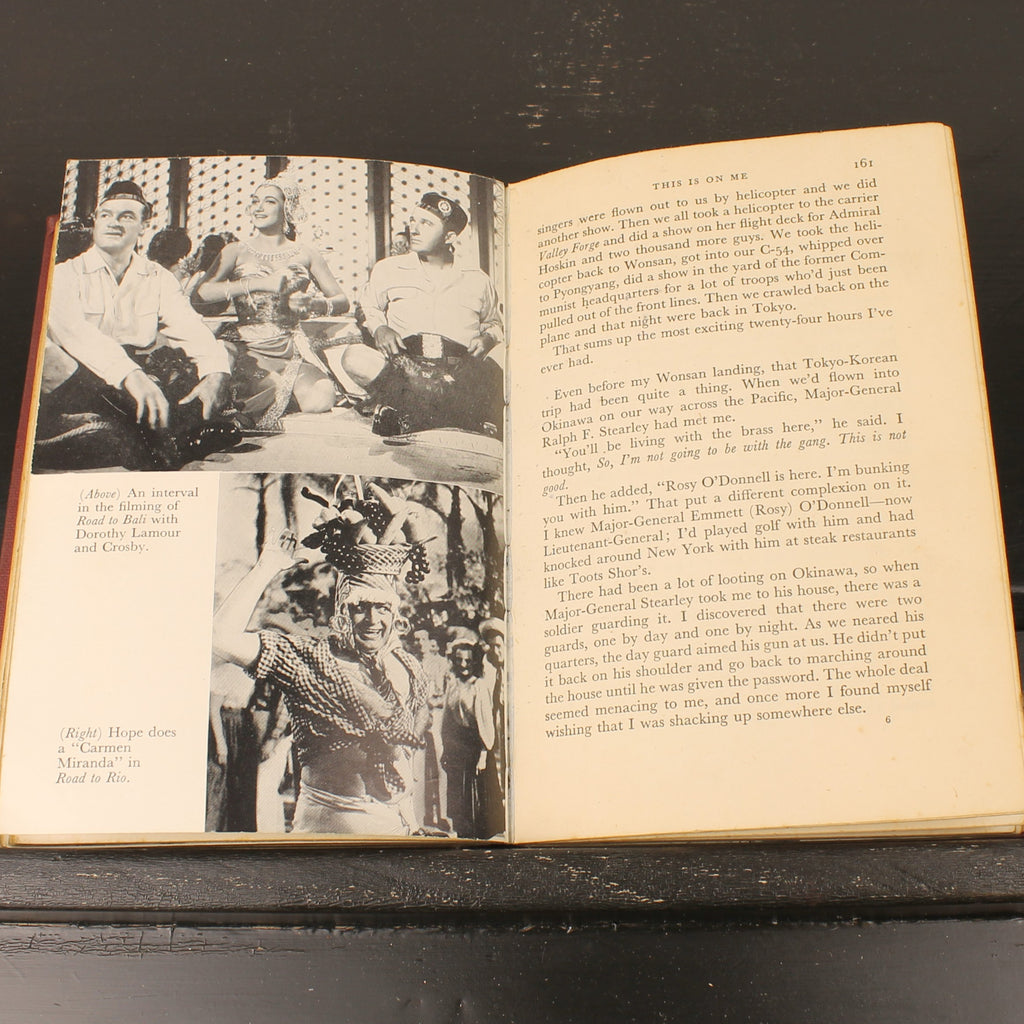 (Above) An interval
in the filming of
Road to Bali with
Dorothy Lamour
and Crosby.
(Right) Hope does
a "Carmen
Miranda" in
Road to Rio.
THIS IS ON ME 161
singers were flown out to us by helicopter and we did
another show. Then we all took a helicopter to the carrier
Valley Forge and did a show on her flight deck for Admiral
Hoskin and two thousand more guys. We took the heli-
copter back to Wonsan, got into our C-54, whipped over
to Pyongyang, did a show in the yard of the former Com-
munist headquarters for a lot of troops who'd just been
pulled out of the front lines. Then we crawled back on the
plane and that night were back in Tokyo.
That sums up the most exciting twenty-four hours I've
ever had.
Even before my Wonsan landing, that Tokyo-Korean
trip had been quite a thing. When we'd flown into
Okinawa on our way across the Pacific, Major-General
Ralph F. Stearley had met me.
"You'll be living with the brass here," he said. I
thought, So, I'm not going to be with the gang. This is not
good.
Then he added, "Rosy O'Donnell is here. I'm bunking
you with him." That put a different complexion on it.
I knew Major-General Emmett (Rosy) O'Donnell—now
Lieutenant-General; I'd played golf with him and had
knocked around New York with him at steak restaurants
like Toots Shor's.
There had been a lot of looting on Okinawa, so when
Major-General Stearley took me to his house, there was a
soldier guarding it. I discovered that there were two
guards, one by day and one by night. As we neared his
quarters, the day guard aimed his gun at us. He didn't put
it back on his shoulder and go back to marching around
the house until he was given the password. The whole deal
seemed menacing to me, and once more I found myself
wishing that I was shacking up somewhere else.
6